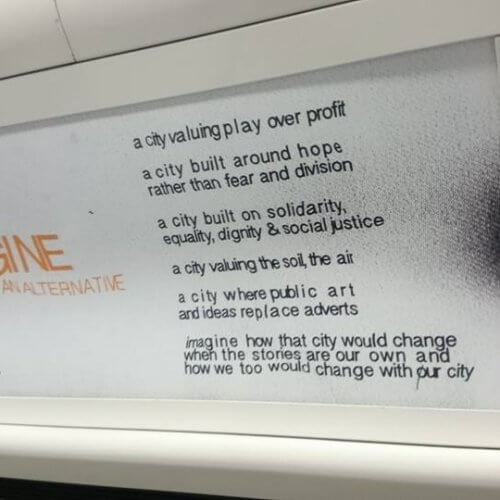 a city valuing play over profit
a city built around hope
rather than fear and division
a city built on solidarity,
equality, dignity & social justice
a city valuing the soil, the air
a city where public art
and ideas replace adverts
imagine how that city would change
when the stories are our own and
how we too would change with our city
GINE
AN ALTERNATIVE